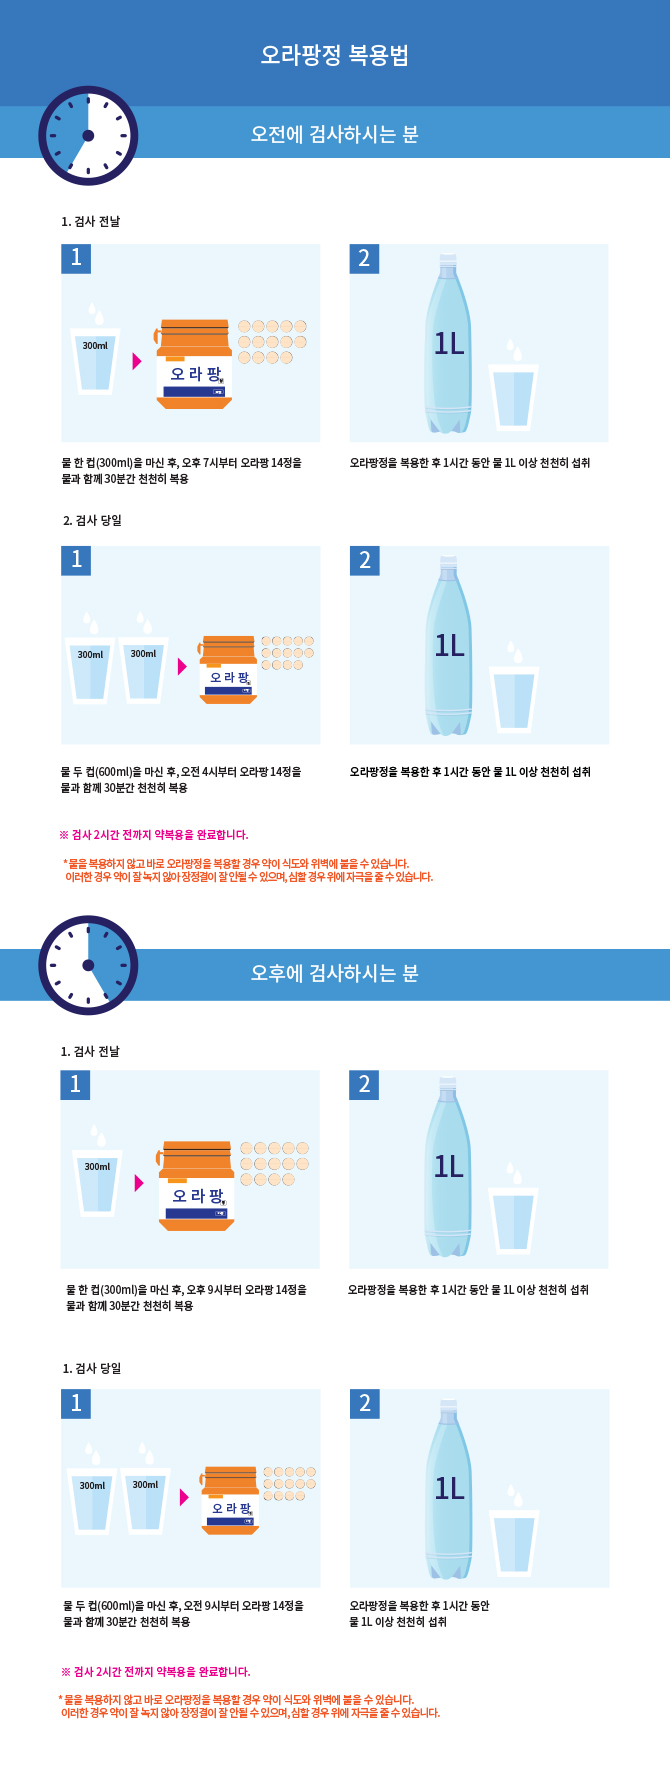 오라팡정 복용법
오전에 검사하시는 분
1. 검사 전날
1
300ml
오라팡
2
1L
물 한 컵(300ml)을 마신 후, 오후 7시부터 오라팡 14정을
물과 함께 30분간 천천히 복용
오라팡정을 복용한 후 1시간 동안 물 1L 이상 천천히 섭취
2. 검사 당일
1
300ml
300ml
오라팡
2
1L
물 두 컵(600ml)을 마신 후, 오전 4시부터 오라팡 14정을
물과 함께 30분간 천천히 복용
오라팡정을 복용한 후 1시간 동안 물 1L 이상 천천히 섭취
※ 검사 2시간 전까지 약복용을 완료합니다.
* 물을 복용하지 않고 바로 오라팡정을 복용할 경우 약이 식도와 위벽에 붙을 수 있습니다.
이러한 경우 약이 잘 녹지 않아 장정결이 잘 안될 수 있으며, 심할 경우 위에 자극을 줄 수 있습니다.
오후에 검사하시는 분
1. 검사 전날
1
300ml
오라팡
2
1L
물 한 컵(300ml)을 마신 후, 오후 9시부터 오라팡 14정을
물과 함께 30분간 천천히 복용
오라팡정을 복용한 후 1시간 동안 물 1L 이상 천천히 섭취
1. 검사 당일
1
300ml
300ml
오라팡
2
1L
물 두 컵(600ml)을 마신 후, 오전 9시부터 오라팡 14정을
물과 함께 30분간 천천히 복용
오라팡정을 복용한 후 1시간 동안
물 1L 이상 천천히 섭취
※ 검사 2시간 전까지 약복용을 완료합니다.
* 물을 복용하지 않고 바로 오라팡정을 복용할 경우 약이 식도와 위벽에 붙을 수 있습니다.
이러한 경우 약이 잘 녹지 않아 장정결이 잘 안될 수 있으며, 심할 경우 위에 자극을 줄 수 있습니다.